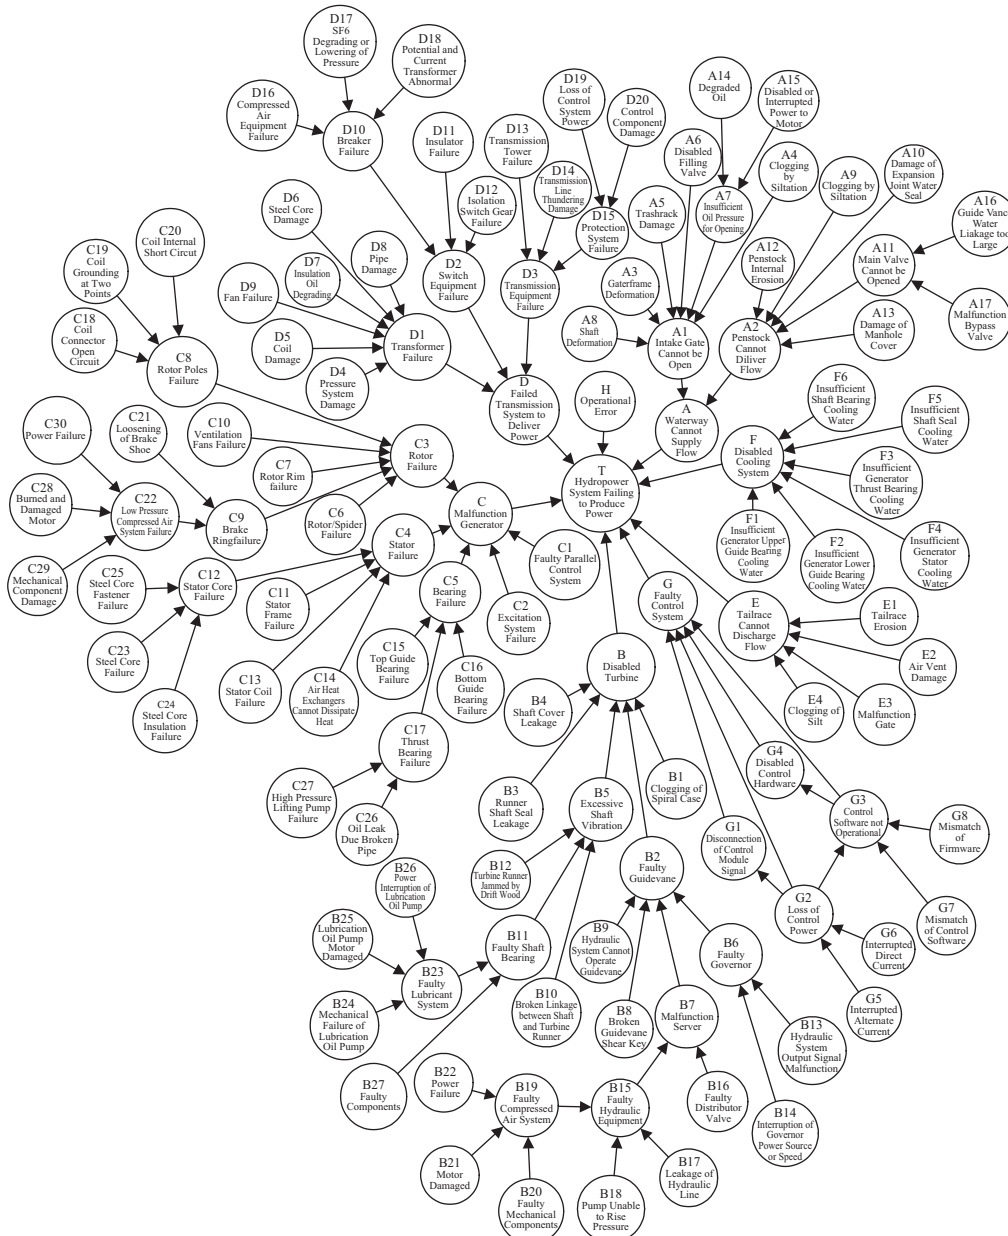 D17
SF6
Degrading or
Lowering of
Pressure
D18
Potential and
Current
Transformer
Abnormal
D16
Compressed
Air
Equipment
Failure
D10
Breaker
Failure
D11
Insulator
Failure
D13
Transmission
Tower
Failure
D19
Loss of
Control
System
Power
D20
Control
Component
Damage
A14
Degraded
Oil
A15
Disabled or
Interrupted
Power to
Motor
D12
Isolation
Switch Gear
Failure
D14
Transmission
Line
Thundering
Damage
D15
Protection
System
Failure
A6
Disabled
Filling
Valve
A7
Insufficient
Oil Pressure
for Opening
A4
Clogging
by
Siltation
A9
Clogging by
Siltation
A10
Damage of
Expansion
Joint Water
Seal
A16
Guide Vance
Water
Liakage too
Large
D6
Steel Core
Damage
D7
Insulation
Oil
Degrading
D8
Pipe
Damage
D2
Switch
Equipment
Failure
D3
Transmission
Equipment
Failure
A5
Trashrack
Damage
A3
Gaterframe
Deformation
A12
Penstock
Internal
Erosion
A11
Main Valve
Cannot be
Opened
A17
Malfunction
Bypass
Valve
C20
Coil Internal
Short Circut
C19
Coil
Grounding
at Two
Points
C18
Coil
Connector
Open
Circuit
C8
Rotor Poles
Failure
D9
Fan Failure
D5
Coil
Damage
D1
Transformer
Failure
D4
Pressure
System
Damage
A8
Shaft
Deformation
A1
Intake Gate
Cannot be
Open
A2
Penstock
Cannot
Diliver
Flow
A13
Damage of
Manhole
Cover
D
Failed
Transmission
System to
Deliver
Power
H
Operational
Error
A
Waterway
Cannot
Supply
Flow
F6
Insufficient
Shaft Bearing
Cooling
Water
F5
Insufficient
Shaft Seal
Cooling
Water
C30
Power Failure
C21
Loosening
of Brake
Shoe
C10
Ventilation
Fans Failure
C7
Rotor Rim
failure
C3
Rotor
Failure
T
Hydropower
System Failing
to Produce
Power
F
Disabled
Cooling
System
F3
Insufficient
Generator
Thrust Bearing
Cooling
Water
C28
Burned and
Damaged
Motor
C22
Low Pressure
Compressed Air
System Failure
C9
Brake
Ringfailure
C6
Rotor/Spider
Failure
C
Malfunction
Generator
F1
Insufficient
Generator Upper
Guide Bearing
Cooling
Water
F2
Insufficient
Generator Lower
Guide Bearing
Cooling Water
F4
Insufficient
Generator
Stator
Cooling
Water
C29
Mechanical
Component
Damage
C25
Steel Core
Fastener
Failure
C12
Stator Core
Failure
C4
Stator
Failure
C1
Faulty Parallel
Control
System
C11
Stator
Frame
Failure
C5
Bearing
Failure
C2
Excitation
System
Failure
G
Faulty
Control
System
E
Tailrace
Cannot
Discharge
Flow
E1
Tailrace
Erosion
E2
Air Vent
Damage
C23
Steel Core
Failure
C24
Steel Core
Insulation
Failure
C13
Stator Coil
Failure
C14
Air Heat
Exchangers
Cannot Dissipate
Heat
C15
Top Guide
Bearing
Failure
C16
Bottom
Guide
Bearing
Failure
B
Disabled
Turbine
B4
Shaft Cover
Leakage
E4
Clogging of
Silt
E3
Malfunction
Gate
C17
Thrust
Bearing
Failure
C27
High Pressure
Lifting Pump
Failure
C26
Oil Leak
Due Broken
Pipe
B3
Runner
Shaft Seal
Leakage
B5
Excessive
Shaft
Vibration
B1
Clogging of
Spiral Case
G4
Disabled
Control
Hardware
G3
Control
Software not
Operational
G8
Mismatch
of
Firmware
G1
Disconnection
of Control
Module
Signal
B26
Power
Interruption of
Lubrication
Oil Pump
B12
Turbine Runner
Jammed by
Drift Wood
B2
Faulty
Guidevane
G2
Loss of
Control
Power
G7
Mismatch
of Control
Software
B25
Lubrication
Oil Pump
Motor
Damaged
B23
Faulty
Lubricant
System
B11
Faulty Shaft
Bearing
B9
Hydraulic
System Cannot
Operate
Guidevane
B6
Faulty
Governor
G6
Interrupted
Direct
Current
B24
Mechanical
Failure of
Lubrication
Oil Pump
B10
Broken Linkage
between Shaft
and Turbine
Runner
B8
Broken
Guidevane
Shear Key
B7
Malfunction
Server
G5
Interrupted
Alternate
Current
B13
Hydraulic
System
Output Signal
Malfunction
B27
Faulty
Components
B22
Power
Failure
B19
Faulty
Compressed
Air System
B15
Faulty
Hydraulic
Equipment
B16
Faulty
Distributor
Valve
B14
Interruption of
Governor
Power Source
or Speed
B21
Motor
Damaged
B20
Faulty
Mechanical
Components
B18
Pump Unable
to Rise
Pressure
B17
Leakage of
Hydraulic
Line